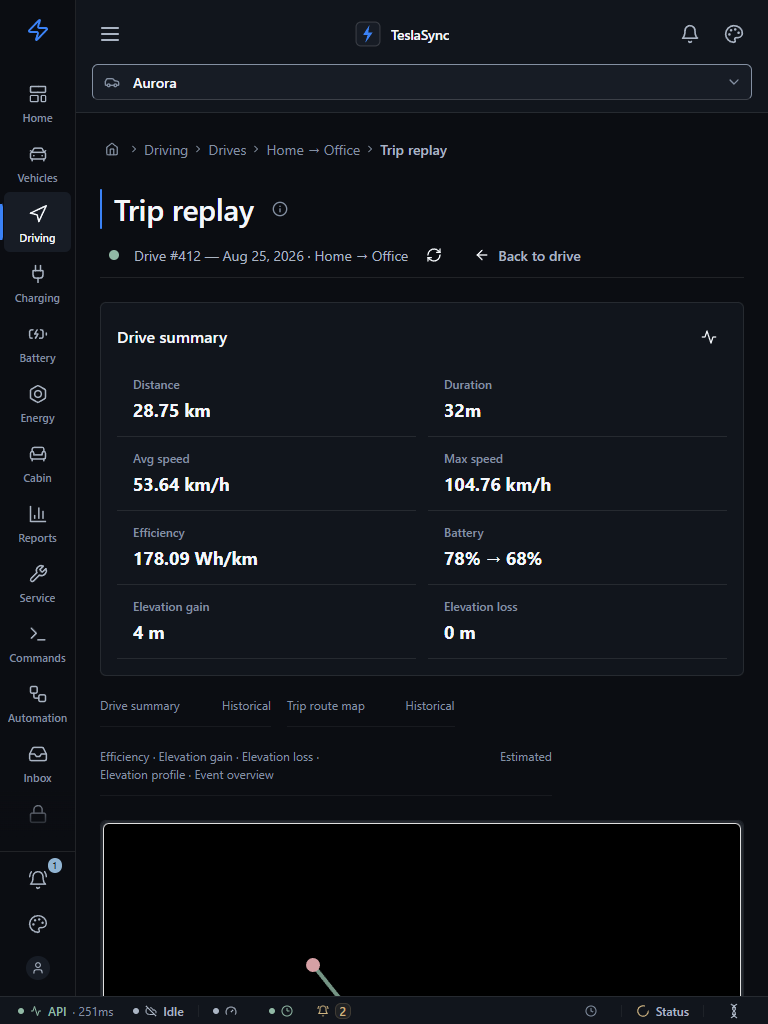 TeslaSync
Aurora
Home
Vehicles
Driving
Charging
Battery
Energy
Cabin
Reports
Service
Commands
Automation
Inbox
1
Driving > Drives > Home → Office > Trip replay
Trip replay
Drive #412 — Aug 25, 2026 · Home → Office
← Back to drive
Drive summary
Distance
28.75 km
Duration
32m
Avg speed
53.64 km/h
Max speed
104.76 km/h
Efficiency
178.09 Wh/km
Battery
78% → 68%
Elevation gain
4 m
Elevation loss
0 m
Drive summary Historical
Trip route map Historical
Efficiency · Elevation gain · Elevation loss ·
Elevation profile · Event overview
Estimated
API · 251ms
Idle
2
Status